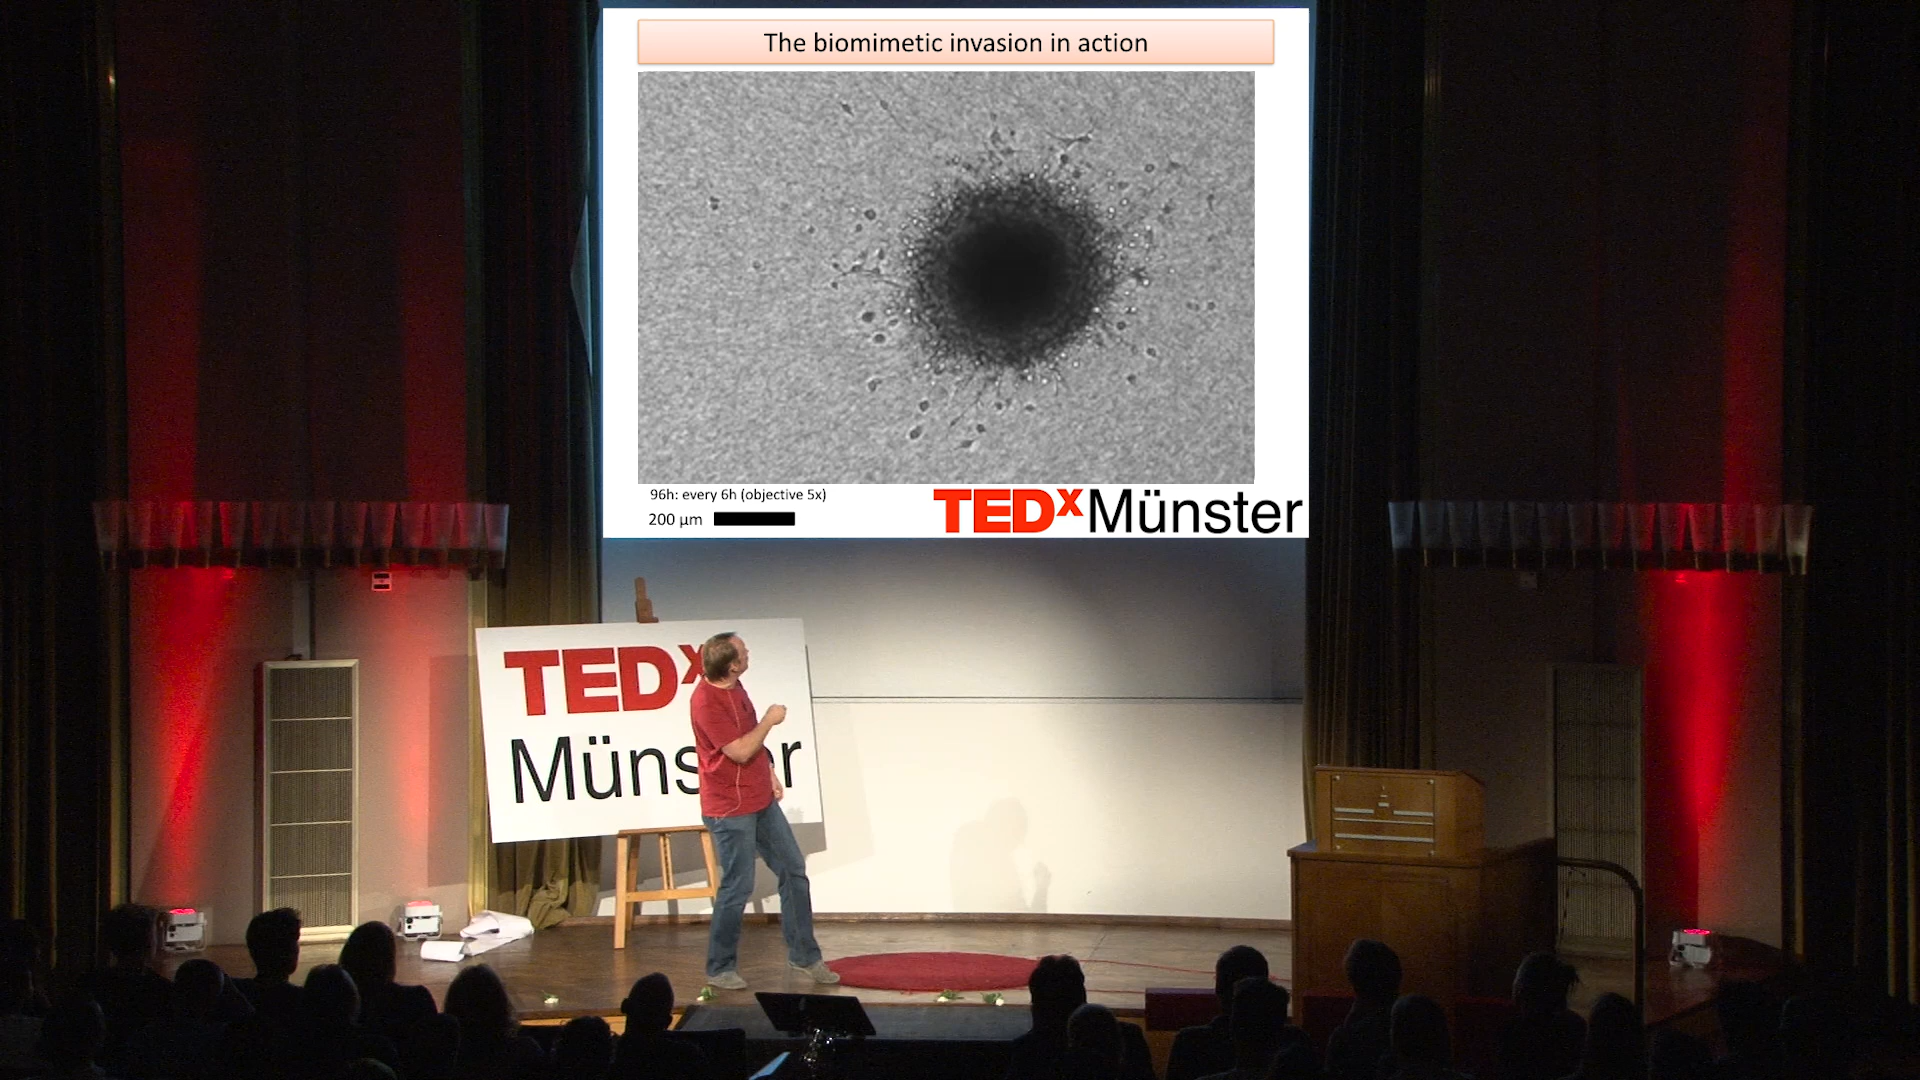 The biomimetic invasion in action
96h: every 6h (objective 5x)
200 µm
TEDxMünster
TEDx
Müns r